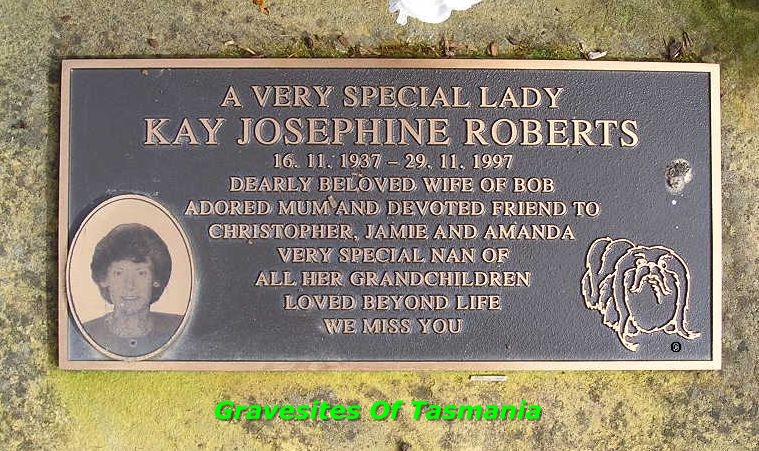 A VERY SPECIAL LADY
KAY JOSEPHINE ROBERTS
16. 11. 1937 – 29. 11. 1997
DEARLY BELOVED WIFE OF BOB
ADORED MUM AND DEVOTED FRIEND TO
CHRISTOPHER, JAMIE AND AMANDA
VERY SPECIAL NAN OF
ALL HER GRANDCHILDREN
LOVED BEYOND LIFE
WE MISS YOU
Gravesites Of Tasmania